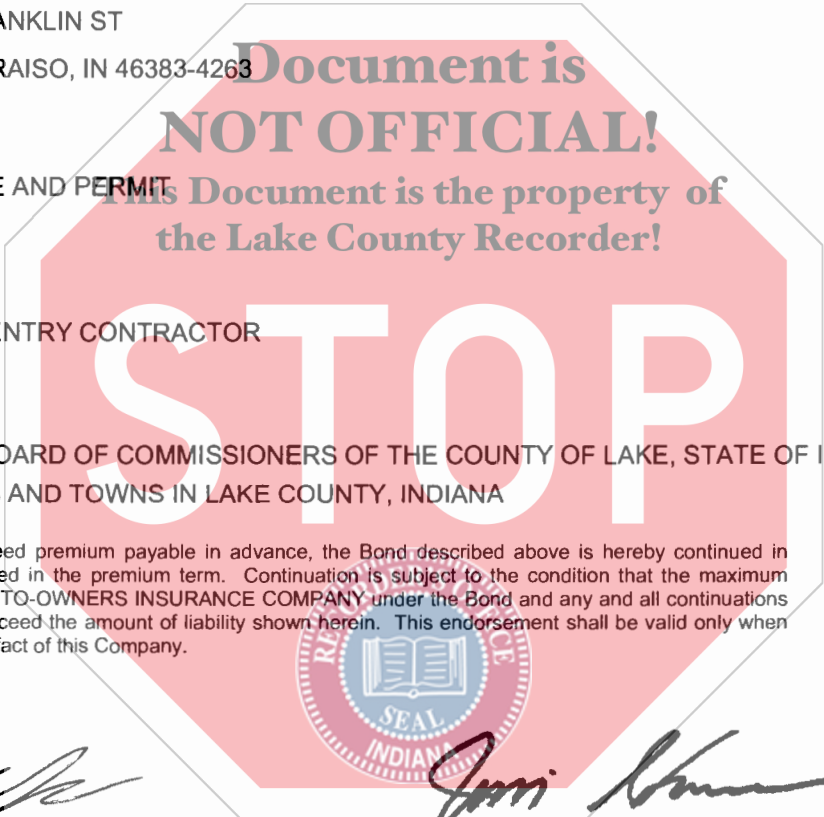 ANKLIN ST
RAISO, IN 46383-4263
Document is
NOT OFFICIAL!
E AND PERMIT
This Document is the property of
the Lake County Recorder!
ENTRY CONTRACTOR
STOP
OARD OF COMMISSIONERS OF THE COUNTY OF LAKE, STATE OF I
AND TOWNS IN LAKE COUNTY, INDIANA
eed premium payable in advance, the Bond described above is hereby continued in
ed in the premium term. Continuation is subject to the condition that the maximum
TO-OWNERS INSURANCE COMPANY under the Bond and any and all continuations
ceed the amount of liability shown herein. This endorsement shall be valid only when
fact of this Company.
RECORDER'S OFFICE
SEAL
INDIANA